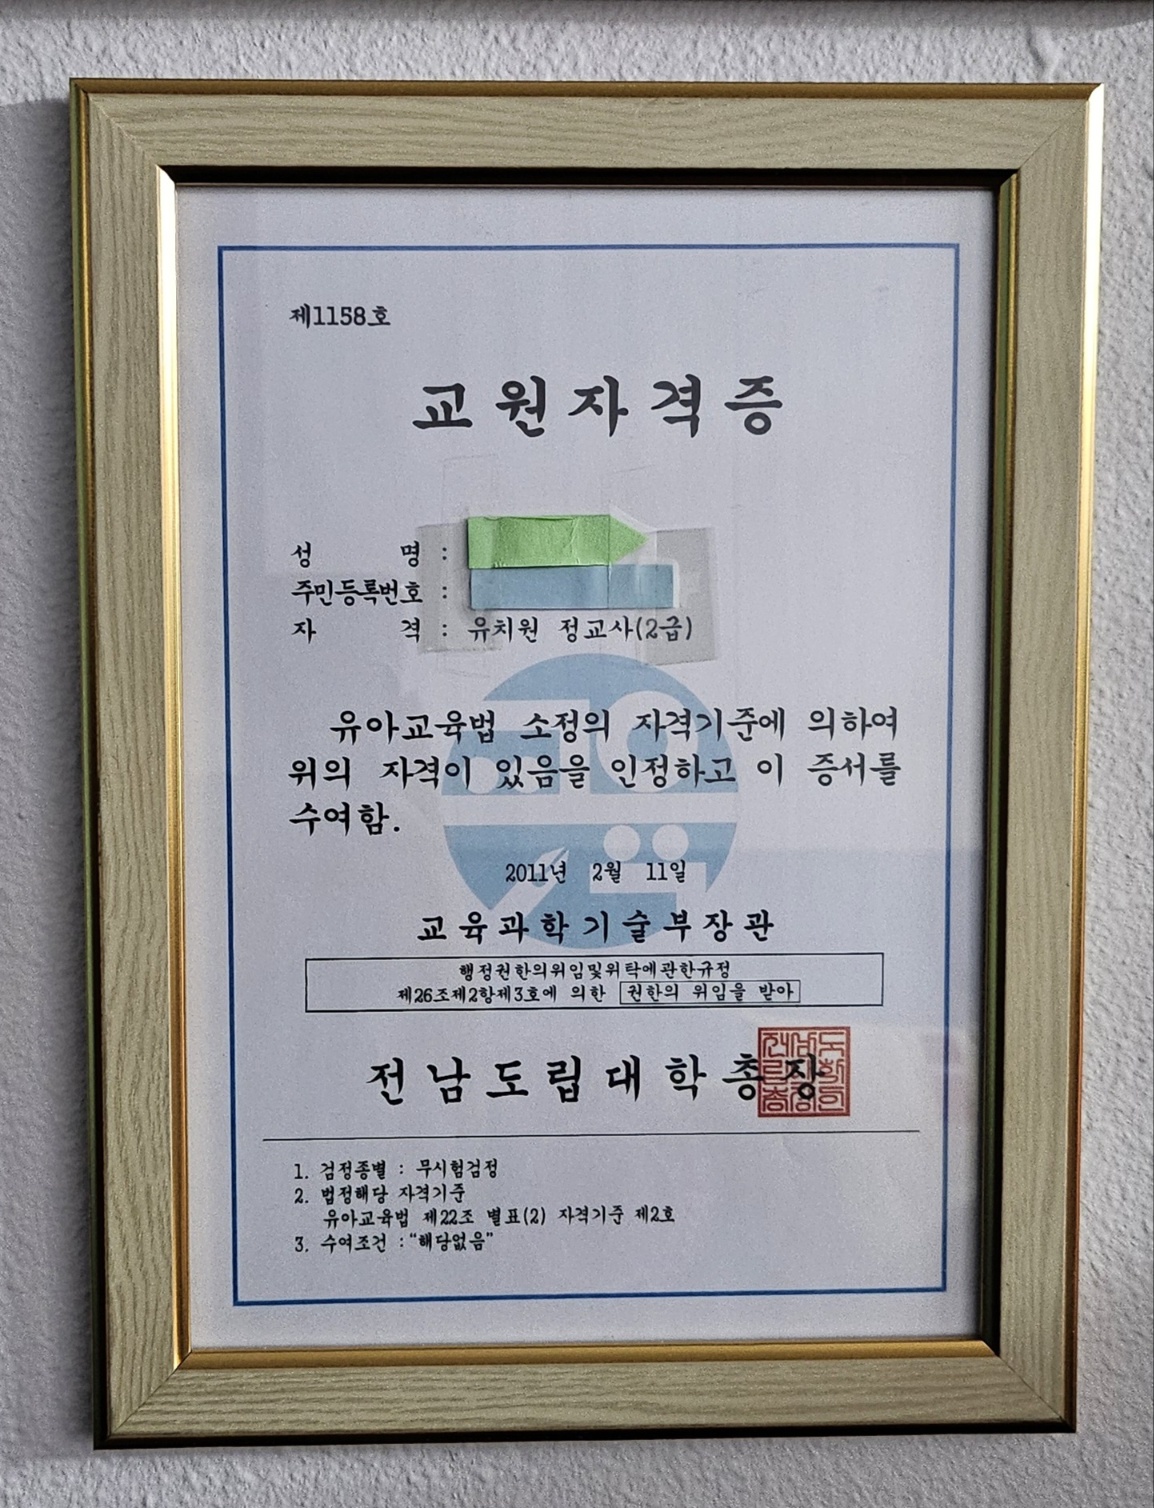 제1158호
교원자격증
성 명 :
주민등록번호 :
자 격 : 유치원 정교사(2급)
유아교육법 소정의 자격기준에 의하여
위의 자격이 있음을 인정하고 이 증서를
수여함.
2011년 2월 11일
교육과학기술부장관
행정권한의위임및위탁에관한규정
제26조제2항제3호에 의한 권한의 위임을 받아
전남도립대학총장
1. 검정종별 : 무시험검정
2. 법정해당 자격기준
유아교육법 제22조 별표(2) 자격기준 제2호
3. 수여조건 :"해당없음"